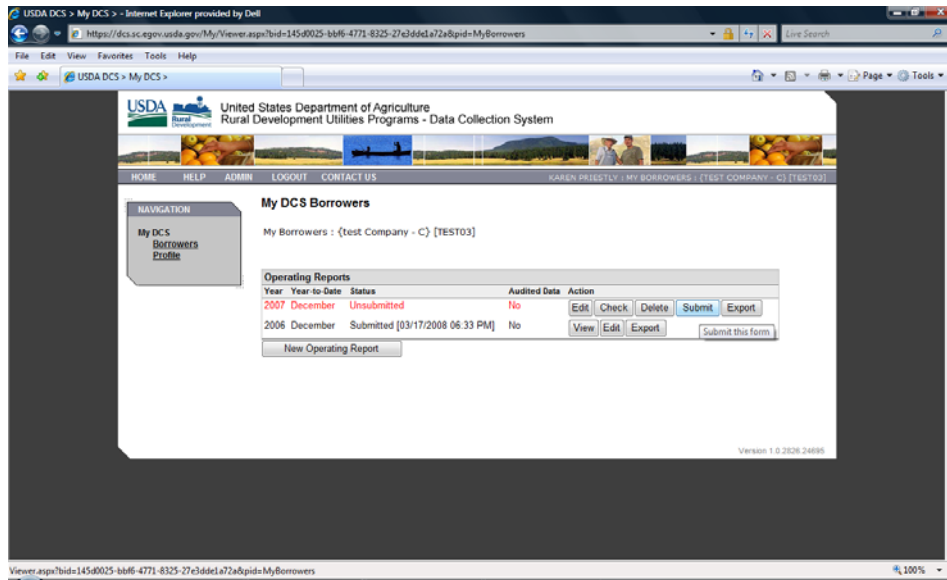 USDA DCS > My DCS > - Internet Explorer provided by Dell
https://dcs.sc.egov.usda.gov/My/Viewer.aspx?bid=145d0025-bbf6-4771-8325-27e3dde1a72a&pid=MyBorrowers
Live Search
File Edit View Favorites Tools Help
USDA DCS > My DCS >
Page Tools
USDA Rural Development
United States Department of Agriculture
Rural Development Utilities Programs - Data Collection System
HOME HELP ADMIN LOGOUT CONTACT US KAREN PRIESTLY : MY BORROWERS : {TEST COMPANY - C} [TEST03]
NAVIGATION
My DCS
Borrowers
Profile
My DCS Borrowers
My Borrowers : {test Company - C} [TEST03]
Operating Reports
Year Year-to-Date Status Audited Data Action
2007 December Unsubmitted No Edit Check Delete Submit Export
2006 December Submitted [03/17/2008 06:33 PM] No View Edit Export
Submit this form
New Operating Report
Version 1.0.2828.24695
Viewer.aspx?bid=145d0025-bbf6-4771-8325-27e3dde1a72a&pid=MyBorrowers
100%